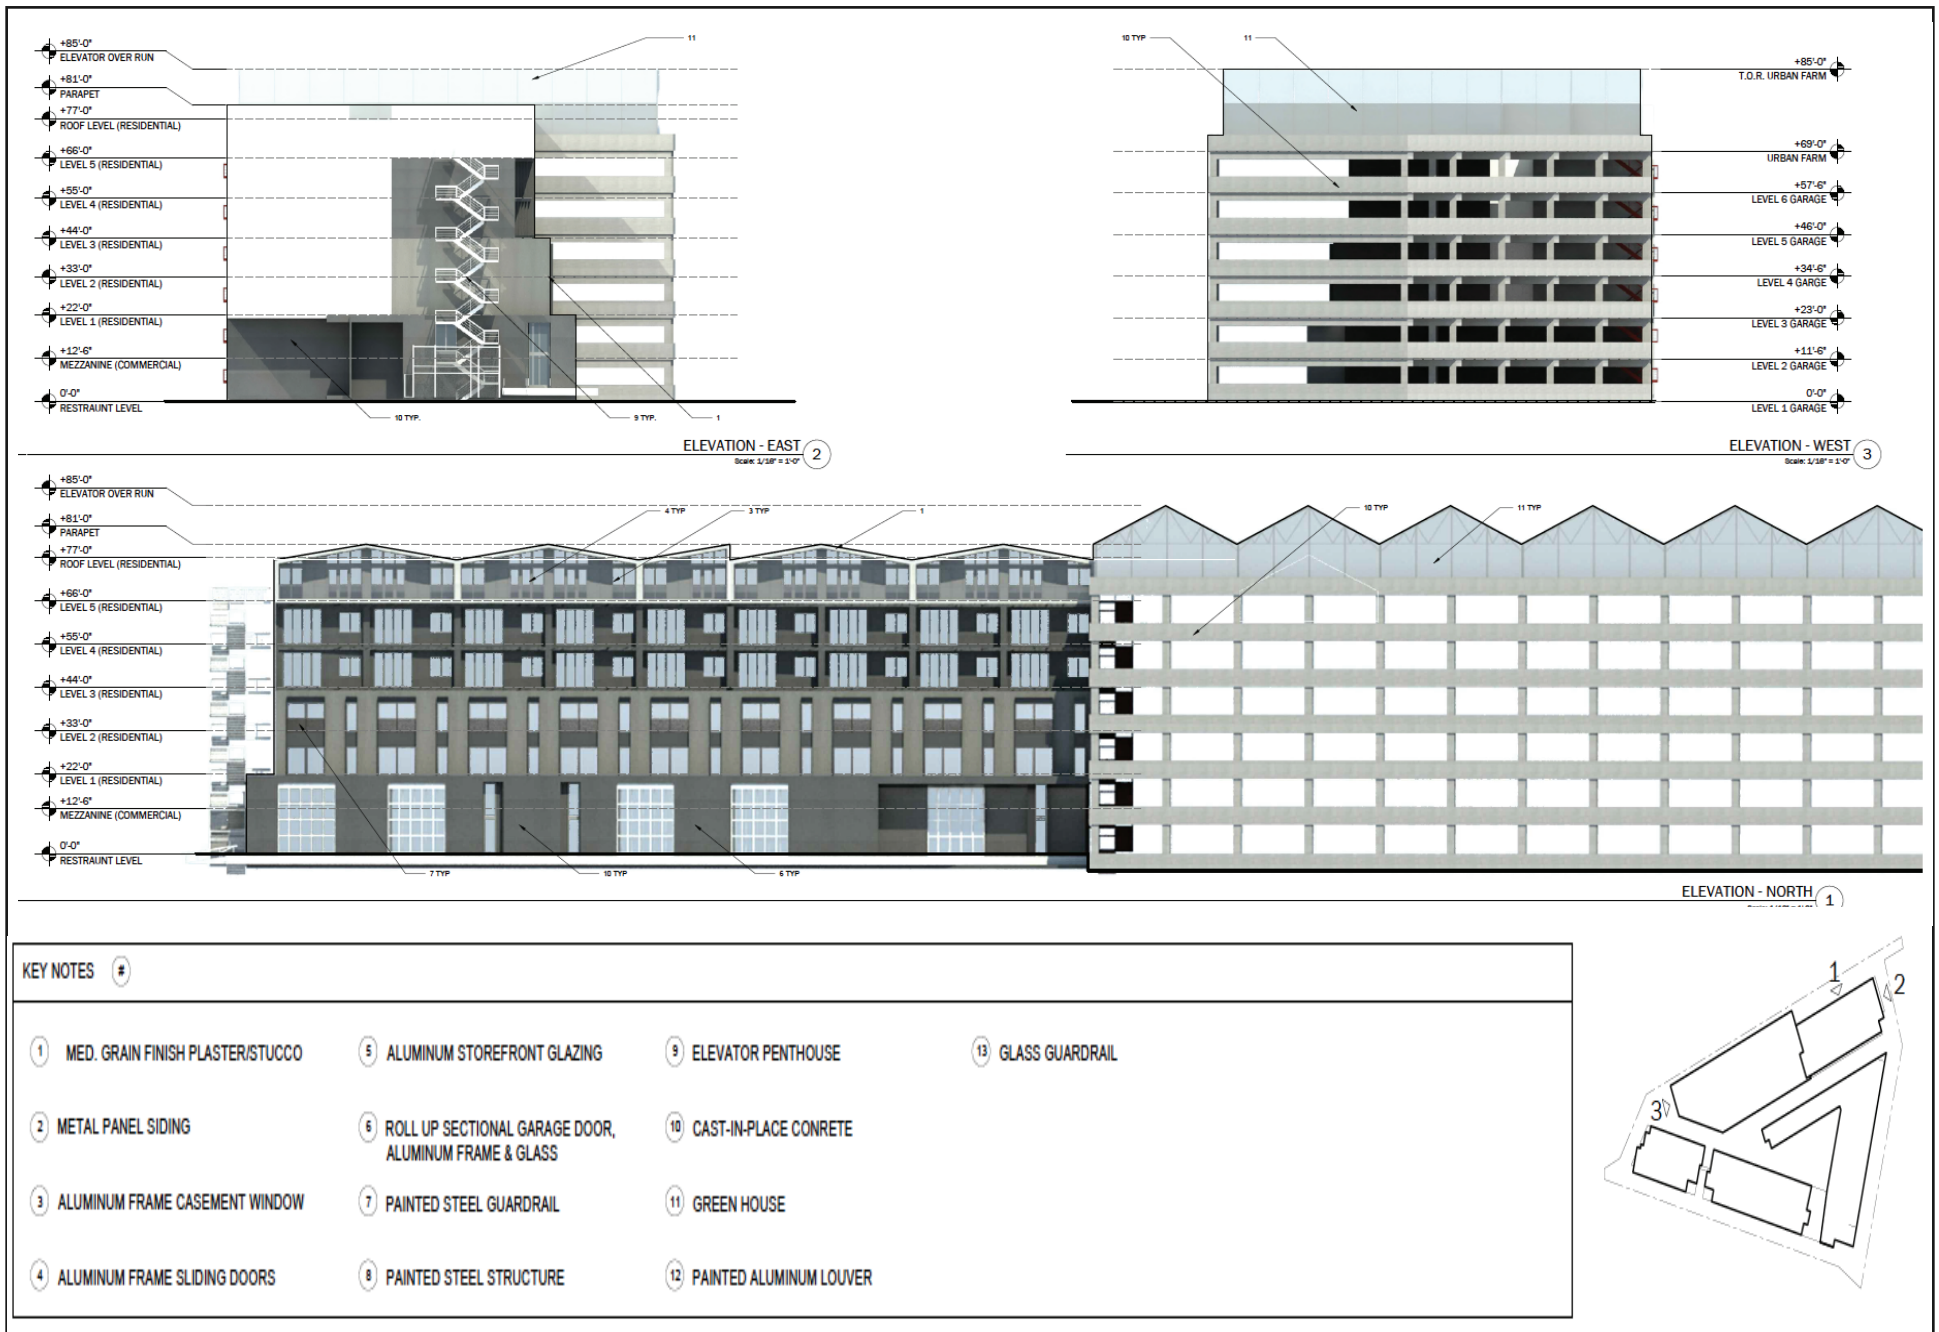 +85'-0"
ELEVATOR OVER RUN
+81'-0"
PARAPET
+77'-0"
ROOF LEVEL (RESIDENTIAL)
+66'-0"
LEVEL 5 (RESIDENTIAL)
+55'-0"
LEVEL 4 (RESIDENTIAL)
+44'-0"
LEVEL 3 (RESIDENTIAL)
+33'-0"
LEVEL 2 (RESIDENTIAL)
+22'-0"
LEVEL 1 (RESIDENTIAL)
+12'-6"
MEZZANINE (COMMERCIAL)
0'-0"
RESTRAUNT LEVEL
11
10 TYP.
9 TYP.
1
ELEVATION - EAST
2
Scale: 1/16" = 1'-0"
10 TYP
11
+85'-0"
T.O.R. URBAN FARM
+69'-0"
URBAN FARM
+57'-6"
LEVEL 6 GARAGE
+46'-0"
LEVEL 5 GARAGE
+34'-6"
LEVEL 4 GARGE
+23'-0"
LEVEL 3 GARAGE
+11'-6"
LEVEL 2 GARAGE
0'-0"
LEVEL 1 GARAGE
ELEVATION - WEST
3
Scale: 1/16" = 1'-0"
+85'-0"
ELEVATOR OVER RUN
+81'-0"
PARAPET
+77'-0"
ROOF LEVEL (RESIDENTIAL)
+66'-0"
LEVEL 5 (RESIDENTIAL)
+55'-0"
LEVEL 4 (RESIDENTIAL)
+44'-0"
LEVEL 3 (RESIDENTIAL)
+33'-0"
LEVEL 2 (RESIDENTIAL)
+22'-0"
LEVEL 1 (RESIDENTIAL)
+12'-6"
MEZZANINE (COMMERCIAL)
0'-0"
RESTRAUNT LEVEL
4 TYP
3 TYP
1
10 TYP
11 TYP
7 TYP
10 TYP
6 TYP
ELEVATION - NORTH
1
KEY NOTES #
1 MED. GRAIN FINISH PLASTER/STUCCO
2 METAL PANEL SIDING
3 ALUMINUM FRAME CASEMENT WINDOW
4 ALUMINUM FRAME SLIDING DOORS
5 ALUMINUM STOREFRONT GLAZING
6 ROLL UP SECTIONAL GARAGE DOOR,
ALUMINUM FRAME & GLASS
7 PAINTED STEEL GUARDRAIL
8 PAINTED STEEL STRUCTURE
9 ELEVATOR PENTHOUSE
10 CAST-IN-PLACE CONRETE
11 GREEN HOUSE
12 PAINTED ALUMINUM LOUVER
13 GLASS GUARDRAIL
1
2
3